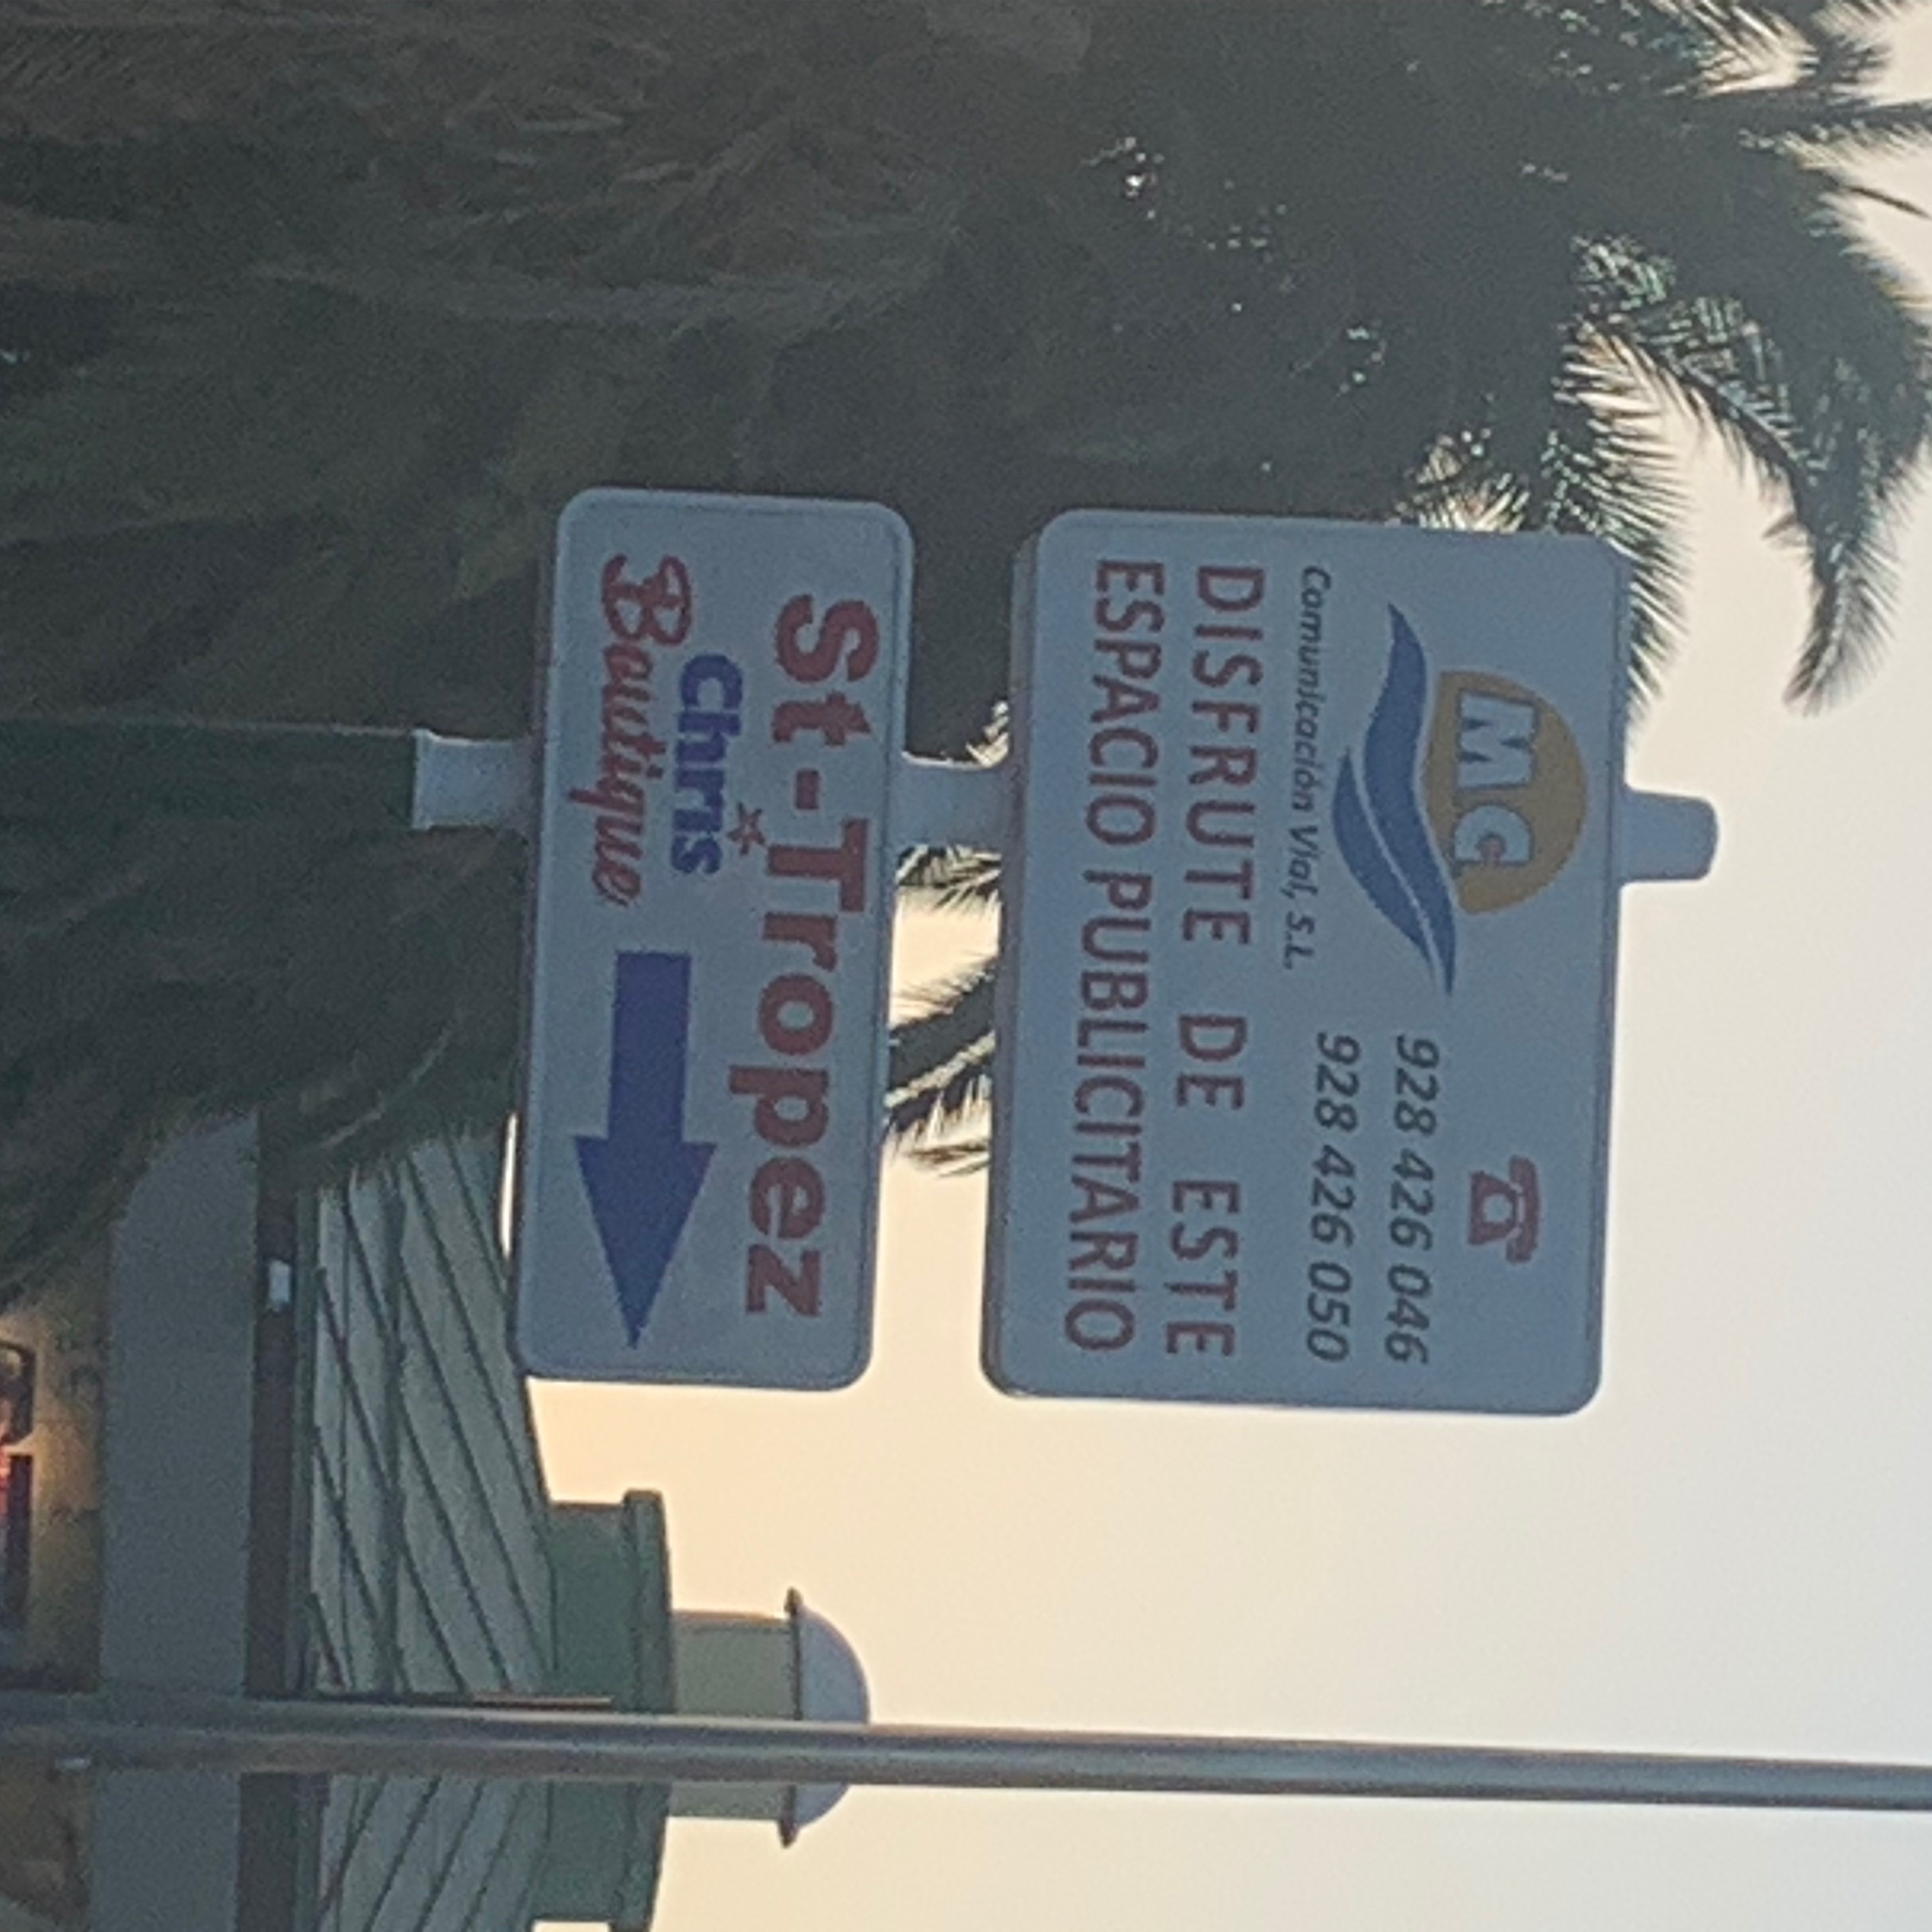 MG
Comunicación Vial, S.L.
928 426 046
928 426 050
DISFRUTE DE ESTE
ESPACIO PUBLICITARIO
St-Tropez
Chris
Boutique